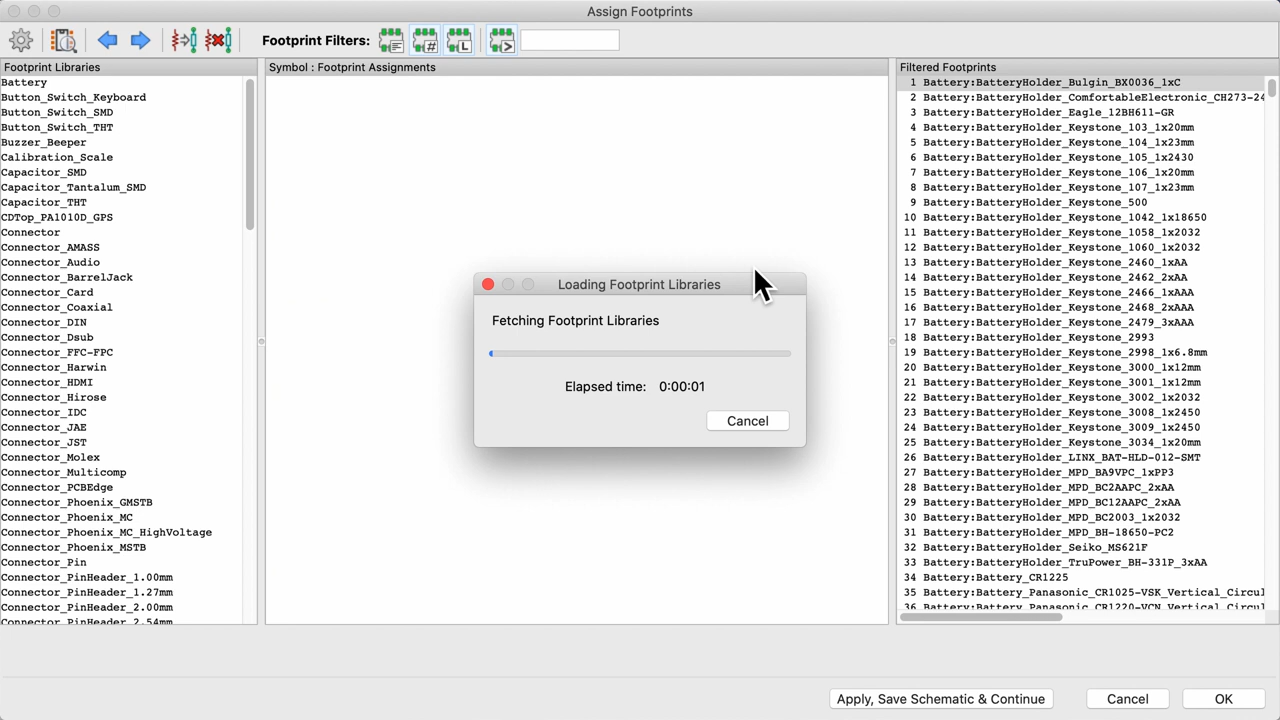 Assign Footprints
Footprint Filters:
Footprint Libraries
Battery
Button_Switch_Keyboard
Button_Switch_SMD
Button_Switch_THT
Buzzer_Beeper
Calibration_Scale
Capacitor_SMD
Capacitor_Tantalum_SMD
Capacitor_THT
CDTop_PA1010D_GPS
Connector
Connector_AMASS
Connector_Audio
Connector_BarrelJack
Connector_Card
Connector_Coaxial
Connector_DIN
Connector_Dsub
Connector_FFC-FPC
Connector_Harwin
Connector_HDMI
Connector_Hirose
Connector_IDC
Connector_JAE
Connector_JST
Connector_Molex
Connector_Multicomp
Connector_PCBEdge
Connector_Phoenix_GMSTB
Connector_Phoenix_MC
Connector_Phoenix_MC_HighVoltage
Connector_Phoenix_MSTB
Connector_Pin
Connector_PinHeader_1.00mm
Connector_PinHeader_1.27mm
Connector_PinHeader_2.00mm
Connector_PinHeader_2.54mm
Symbol : Footprint Assignments
Loading Footprint Libraries
Fetching Footprint Libraries
Elapsed time: 0:00:01
Cancel
Filtered Footprints
1 Battery:BatteryHolder_Bulgin_BX0036_1xC
2 Battery:BatteryHolder_ComfortableElectronic_CH273-24
3 Battery:BatteryHolder_Eagle_12BH611-GR
4 Battery:BatteryHolder_Keystone_103_1x20mm
5 Battery:BatteryHolder_Keystone_104_1x23mm
6 Battery:BatteryHolder_Keystone_105_1x2430
7 Battery:BatteryHolder_Keystone_106_1x20mm
8 Battery:BatteryHolder_Keystone_107_1x23mm
9 Battery:BatteryHolder_Keystone_500
10 Battery:BatteryHolder_Keystone_1042_1x18650
11 Battery:BatteryHolder_Keystone_1058_1x2032
12 Battery:BatteryHolder_Keystone_1060_1x2032
13 Battery:BatteryHolder_Keystone_2460_1xAA
14 Battery:BatteryHolder_Keystone_2462_2xAA
15 Battery:BatteryHolder_Keystone_2466_1xAAA
16 Battery:BatteryHolder_Keystone_2468_2xAAA
17 Battery:BatteryHolder_Keystone_2479_3xAAA
18 Battery:BatteryHolder_Keystone_2993
19 Battery:BatteryHolder_Keystone_2998_1x6.8mm
20 Battery:BatteryHolder_Keystone_3000_1x12mm
21 Battery:BatteryHolder_Keystone_3001_1x12mm
22 Battery:BatteryHolder_Keystone_3002_1x2032
23 Battery:BatteryHolder_Keystone_3008_1x2450
24 Battery:BatteryHolder_Keystone_3009_1x2450
25 Battery:BatteryHolder_Keystone_3034_1x20mm
26 Battery:BatteryHolder_LINX_BAT-HLD-012-SMT
27 Battery:BatteryHolder_MPD_BA9VPC_1xPP3
28 Battery:BatteryHolder_MPD_BC2AAPC_2xAA
29 Battery:BatteryHolder_MPD_BC12AAPC_2xAA
30 Battery:BatteryHolder_MPD_BC2003_1x2032
31 Battery:BatteryHolder_MPD_BH-18650-PC2
32 Battery:BatteryHolder_Seiko_MS621F
33 Battery:BatteryHolder_TruPower_BH-331P_3xAA
34 Battery:Battery_CR1225
35 Battery:Battery_Panasonic_CR1025-VSK_Vertical_Circul
36 Battery:Battery_Panasonic_CR1220-VCN_Vertical_Circul
Apply, Save Schematic & Continue
Cancel
OK